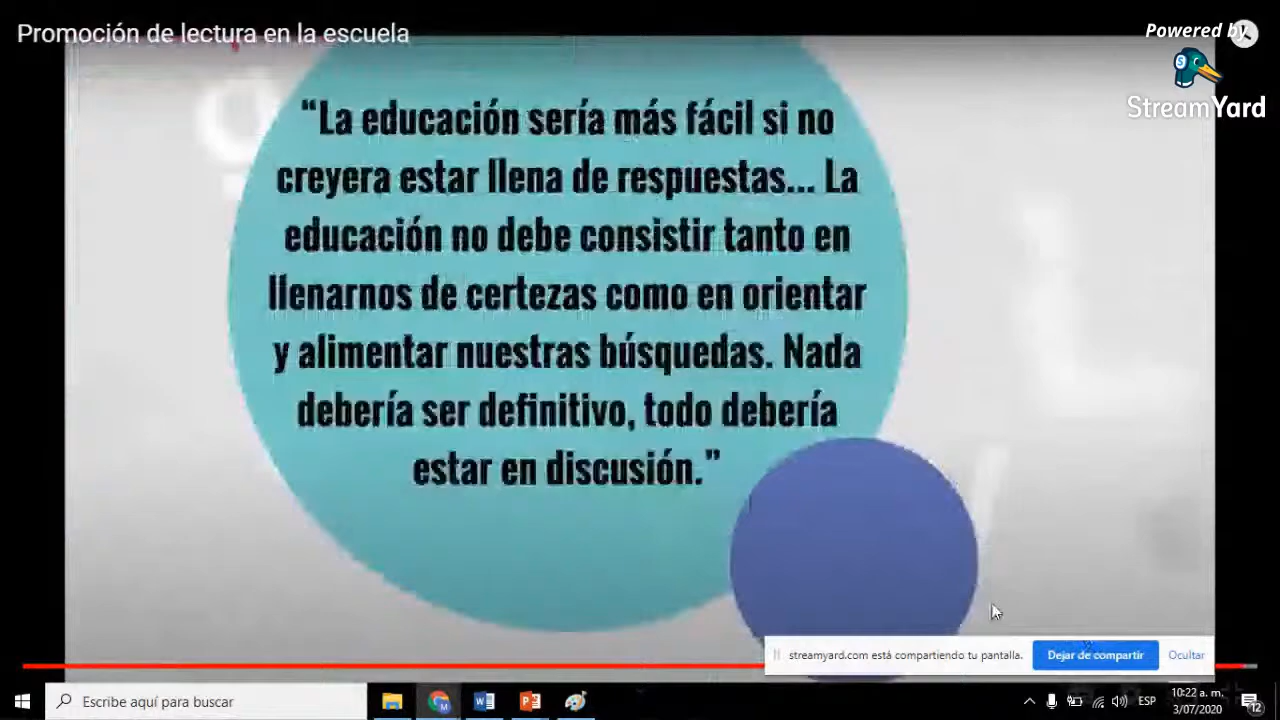 Promoción de lectura en la escuela
Powered by
StreamYard
“La educación sería más fácil si no
creyera estar llena de respuestas... La
educación no debe consistir tanto en
llenarnos de certezas como en orientar
y alimentar nuestras búsquedas. Nada
debería ser definitivo, todo debería
estar en discusión.”
streamyard.com está compartiendo tu pantalla.
Dejar de compartir
Ocultar
Escribe aquí para buscar
ESP
10:22 a. m.
3/07/2020
12